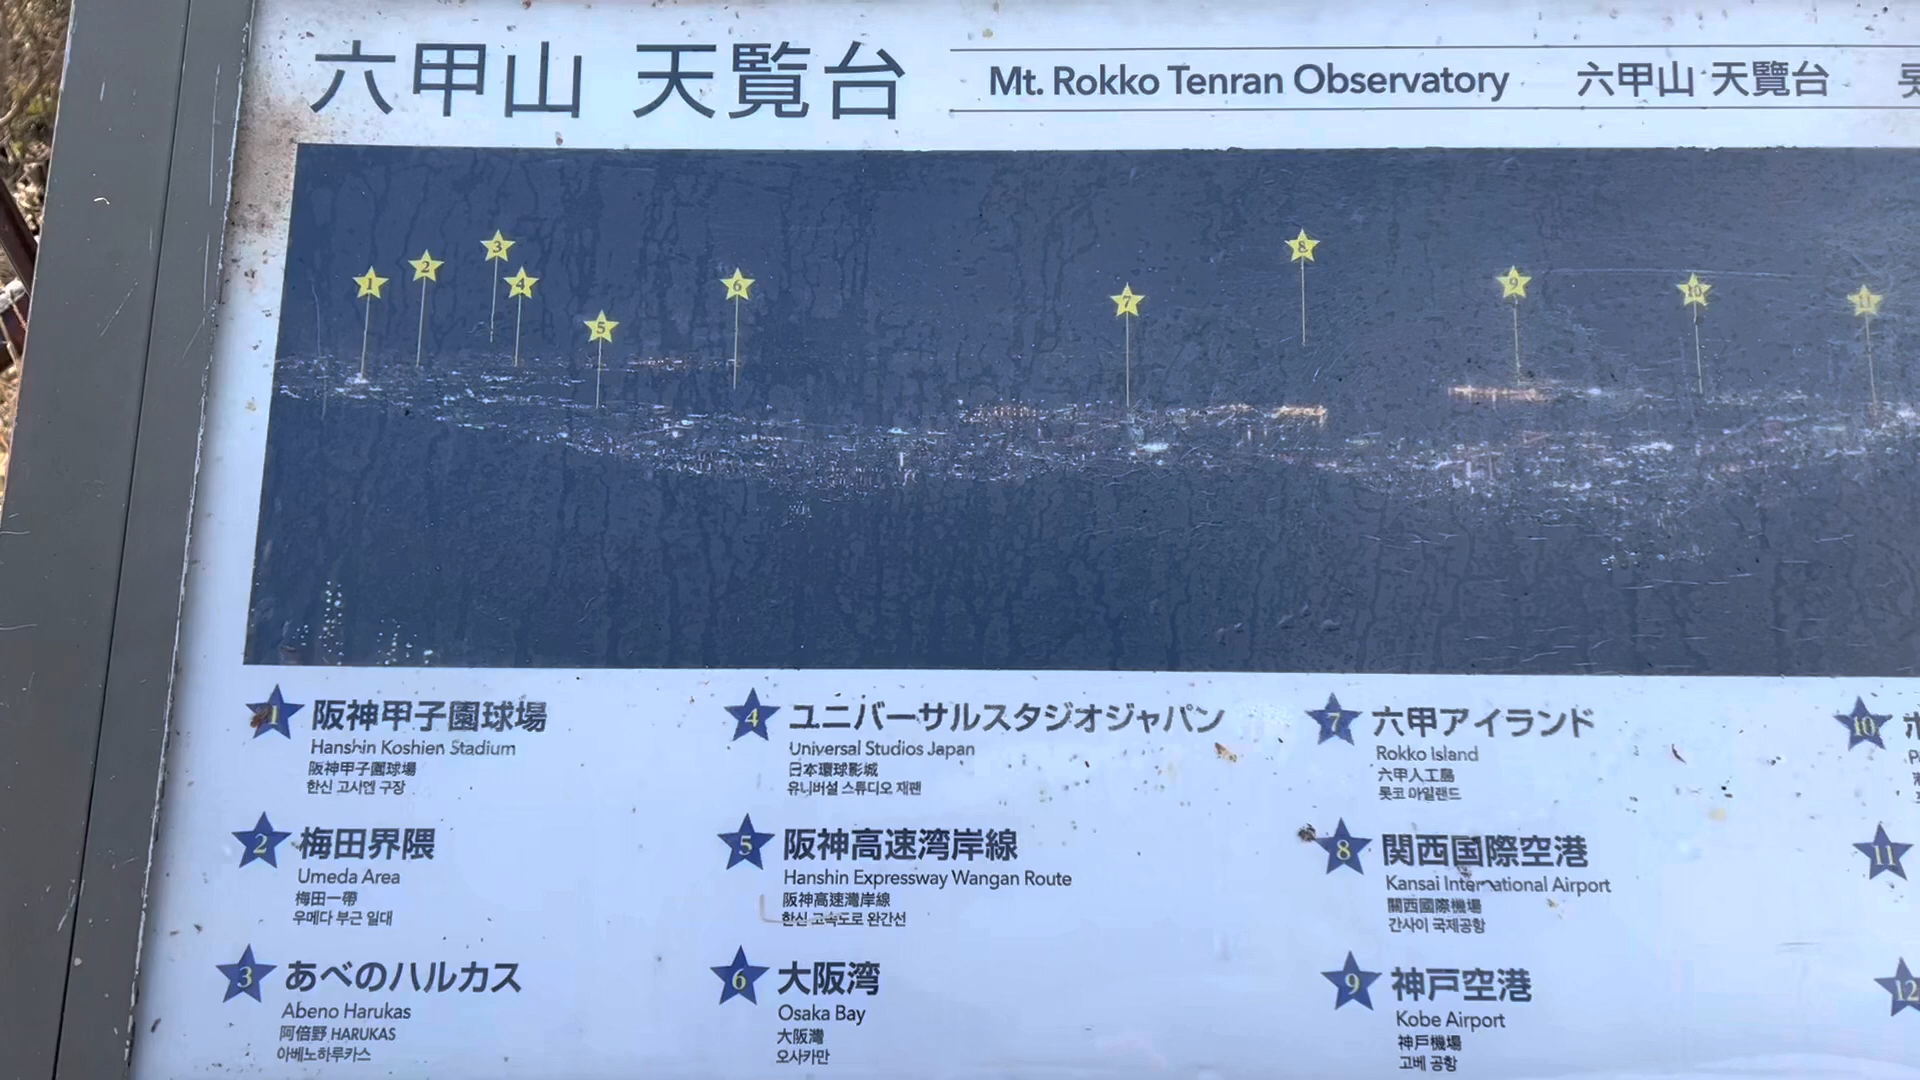 六甲山 天覧台
Mt. Rokko Tenran Observatory
六甲山 天覽台
1
2
3
4
5
6
7
8
9
10
11
1 阪神甲子園球場
Hanshin Koshien Stadium
阪神甲子園球場
한신 고시엔 구장
2 梅田界隈
Umeda Area
梅田一帶
우메다 부근 일대
3 あべのハルカス
Abeno Harukas
阿倍野 HARUKAS
아베노하루카스
4 ユニバーサルスタジオジャパン
Universal Studios Japan
日本環球影城
유니버설 스튜디오 재팬
5 阪神高速湾岸線
Hanshin Expressway Wangan Route
阪神高速灣岸線
한신 고속도로 완간선
6 大阪湾
Osaka Bay
大阪灣
오사카만
7 六甲アイランド
Rokko Island
六甲人工島
롯코 아일랜드
8 関西国際空港
Kansai International Airport
關西國際機場
간사이 국제공항
9 神戸空港
Kobe Airport
神戶機場
고베 공항
10
11
12